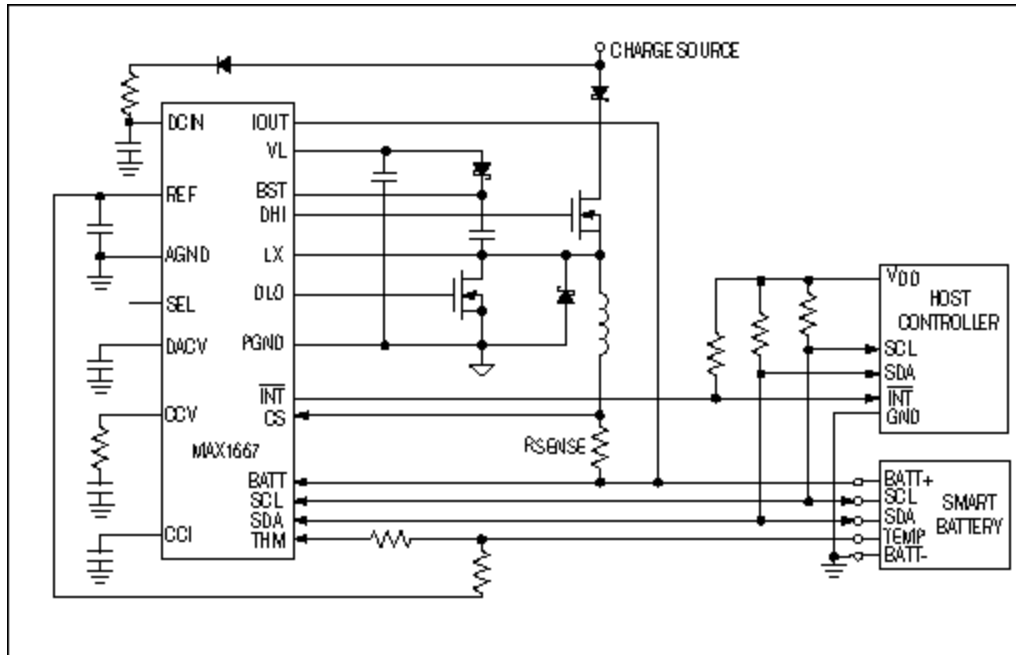 CHARGE SOURCE
DCIN
IOUT
VL
REF
BST
DHI
AGND
LX
SEL
DLO
DACV
PGND
INT
CCV
CS
MAX1667
RSENSE
BATT
SCL
SDA
CCI
THM
VDD
HOST
CONTROLLER
SCL
SDA
INT
GND
BATT+
SCL
SMART
SDA
BATTERY
TEMP
BATT-